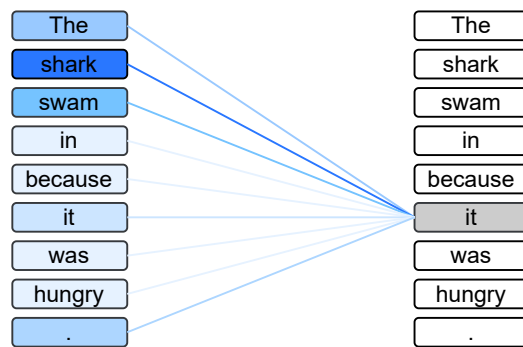 The
shark
swam
in
because
it
was
hungry
.
The
shark
swam
in
because
it
was
hungry
.